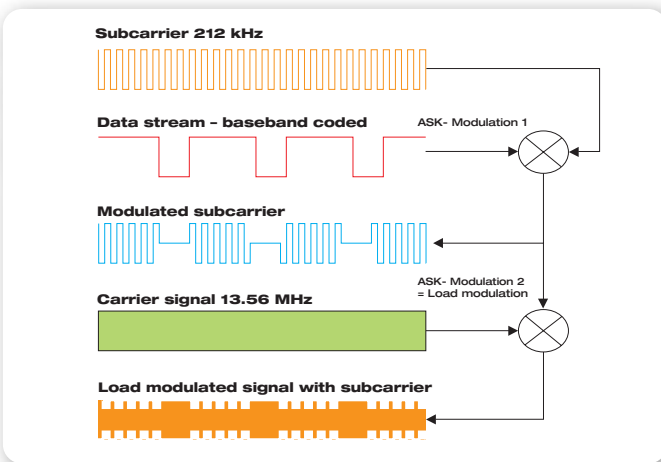 Subcarrier 212 kHz
Data stream – baseband coded
ASK- Modulation 1
Modulated subcarrier
ASK- Modulation 2
= Load modulation
Carrier signal 13.56 MHz
Load modulated signal with subcarrier